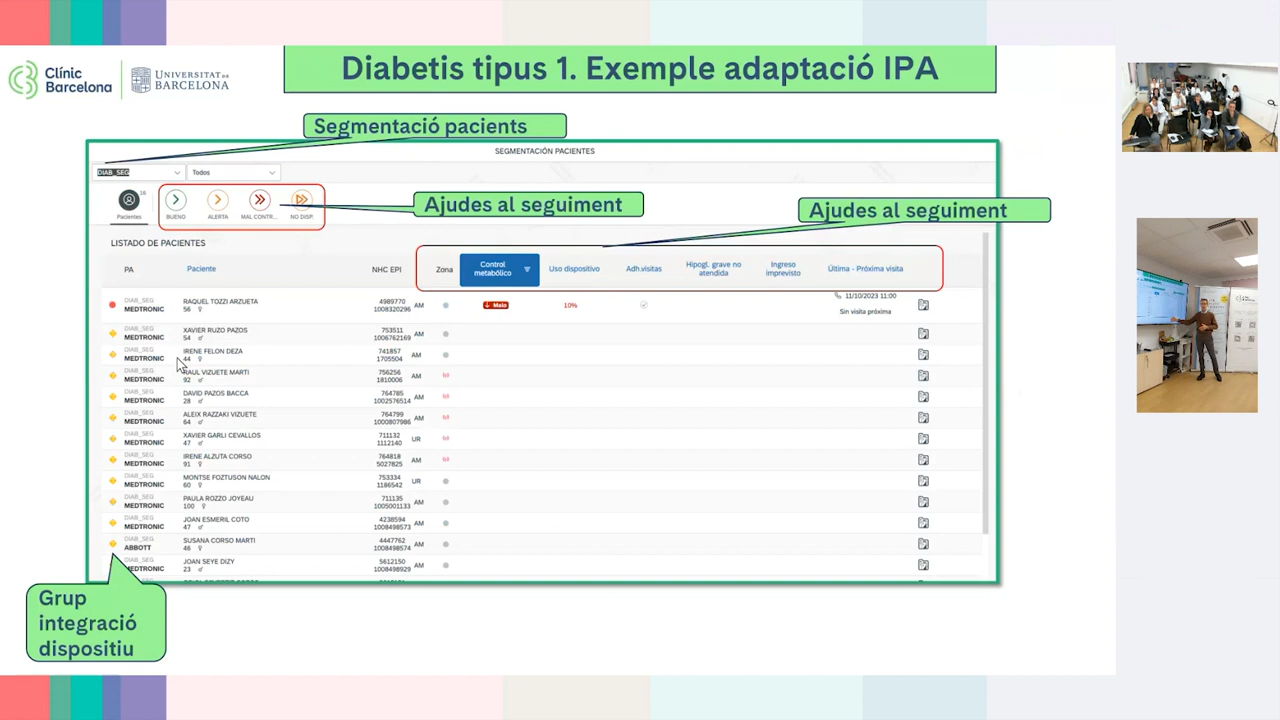 Diabetis tipus 1. Exemple adaptació IPA
Clínic
Barcelona
UNIVERSITAT DE
BARCELONA
Segmentació pacients
SEGMENTACIÓN PACIENTES
DIAB_SEG
Todos
16
Pacientes
BUENO
ALERTA
MAL CONTR...
NO DISP.
Ajudes al seguiment
Ajudes al seguiment
LISTADO DE PACIENTES
PA Paciente NHC EPI Zona Control metabólico Uso dispositivo Adh.visitas Hipogl. grave no atendida Ingreso imprevisto Última - Próxima visita
DIAB_SEG RAQUEL TOZZI ARZUETA 4989770 AM Malo 10% 11/10/2023 11:00
MEDTRONIC 56 ♀ 1008320296 Sin visita próxima
DIAB_SEG XAVIER RUZO PAZOS 753511 AM
MEDTRONIC 54 ♂ 1006762169
DIAB_SEG IRENE FELON DEZA 741857 AM
MEDTRONIC 44 ♀ 1705504
DIAB_SEG RAUL VIZUETE MARTI 756256 AM
MEDTRONIC 92 ♂ 1810006
DIAB_SEG DAVID PAZOS BACCA 764785 AM
MEDTRONIC 28 ♂ 1002576514
DIAB_SEG ALEIX RAZZAKI VIZUETE 764799 AM
MEDTRONIC 64 ♂ 1000807986
DIAB_SEG XAVIER GARLI CEVALLOS 711132 UR
MEDTRONIC 47 ♂ 1112140
DIAB_SEG IRENE ALZUTA CORSO 764818 AM
MEDTRONIC 91 ♀ 5027825
DIAB_SEG MONTSE FOZTUSON NALON 753334 UR
MEDTRONIC 60 ♀ 1186542
DIAB_SEG PAULA ROZZO JOYEAU 711135 AM
MEDTRONIC 100 ♀ 1005001133
DIAB_SEG JOAN ESMERIL COTO 4238594 AM
MEDTRONIC 47 ♂ 1008498573
DIAB_SEG SUSANA CORSO MARTI 4447762 AM
ABBOTT 46 ♀ 1008498574
DIAB_SEG JOAN SEYE DIZY 5612150 AM
MEDTRONIC 23 ♂ 1008498929
Grup
integració
dispositiu